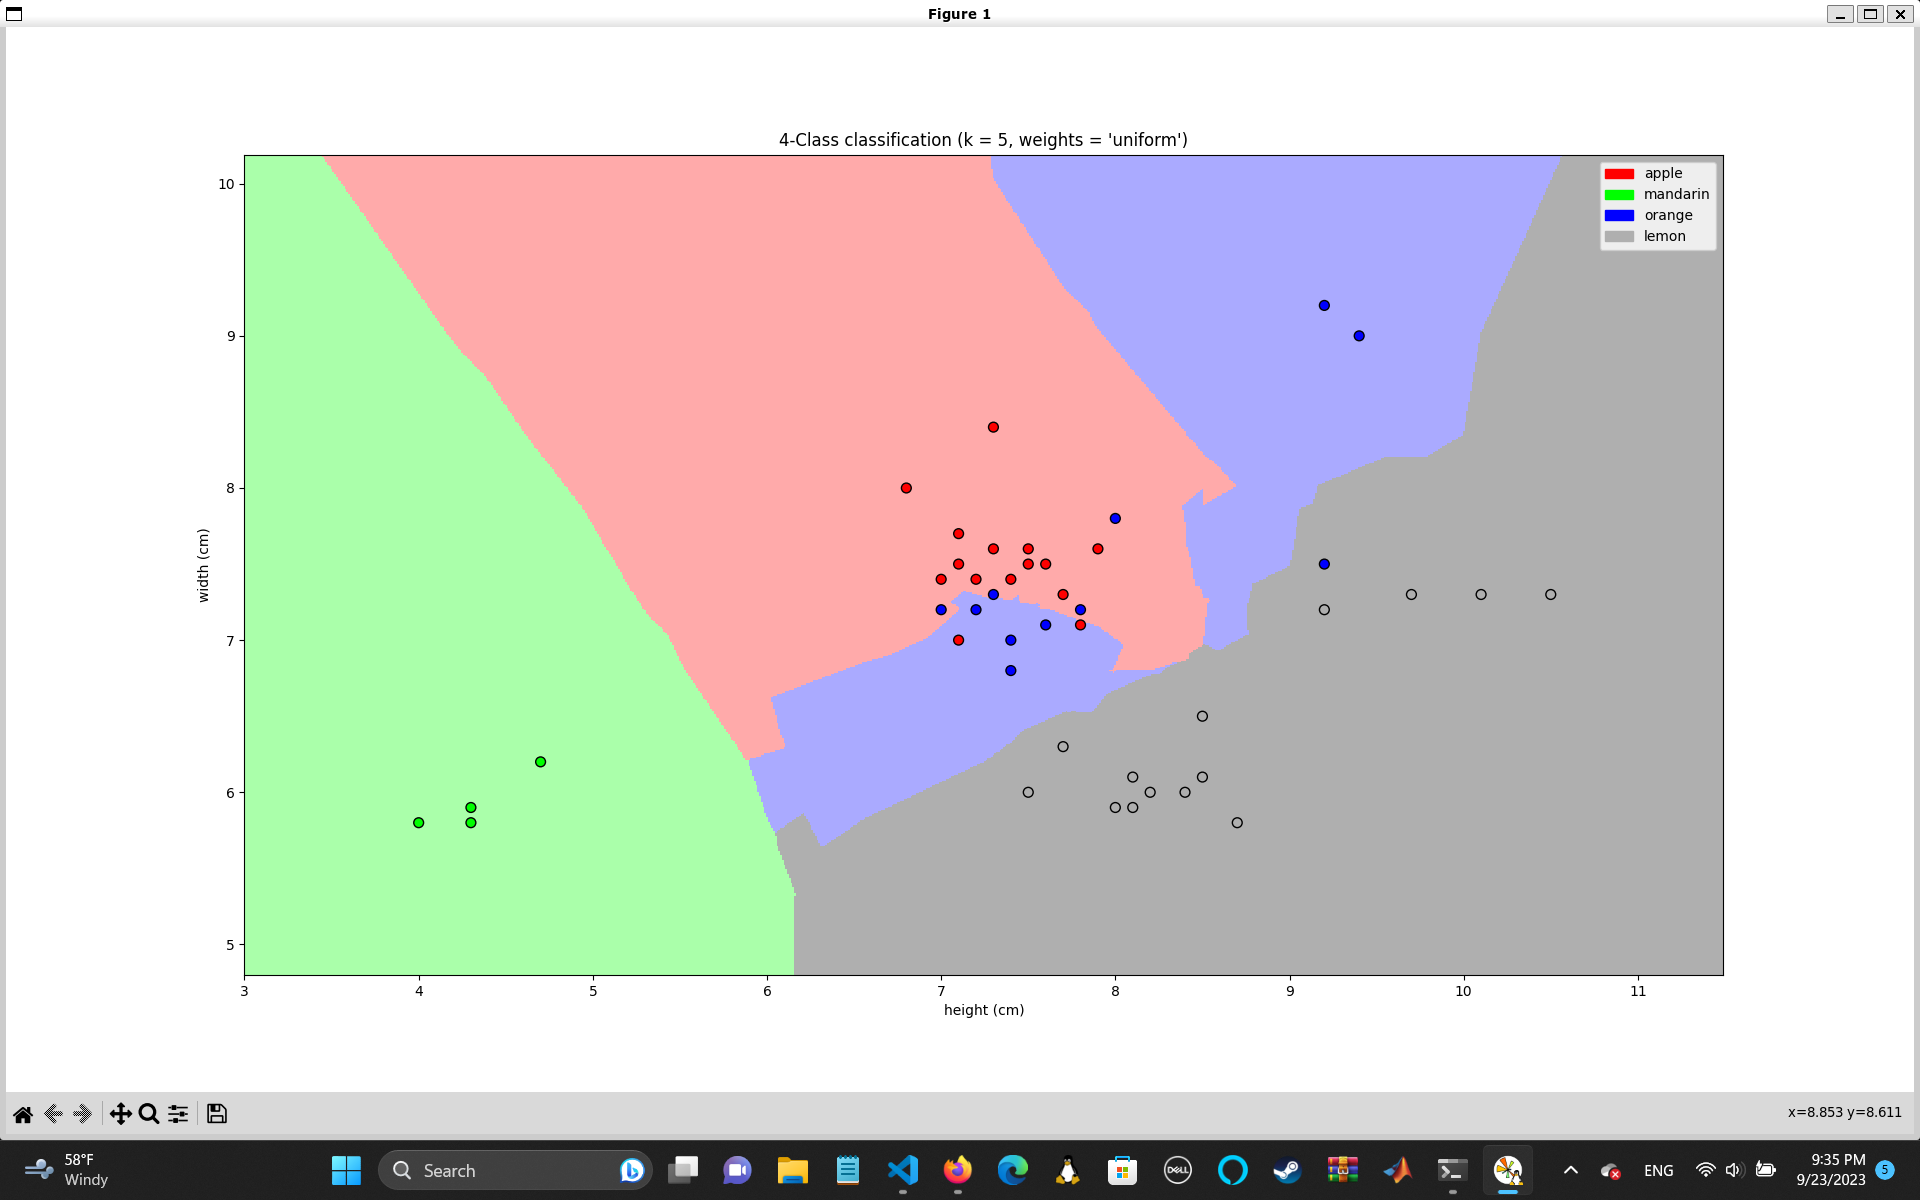 Figure 1
4-Class classification (k = 5, weights = 'uniform')
apple
mandarin
orange
lemon
10
9
8
7
6
5
width (cm)
3 4 5 6 7 8 9 10 11
height (cm)
x=8.853 y=8.611
58°F
Windy
Search
DELL
ENG
9:35 PM
9/23/2023
5